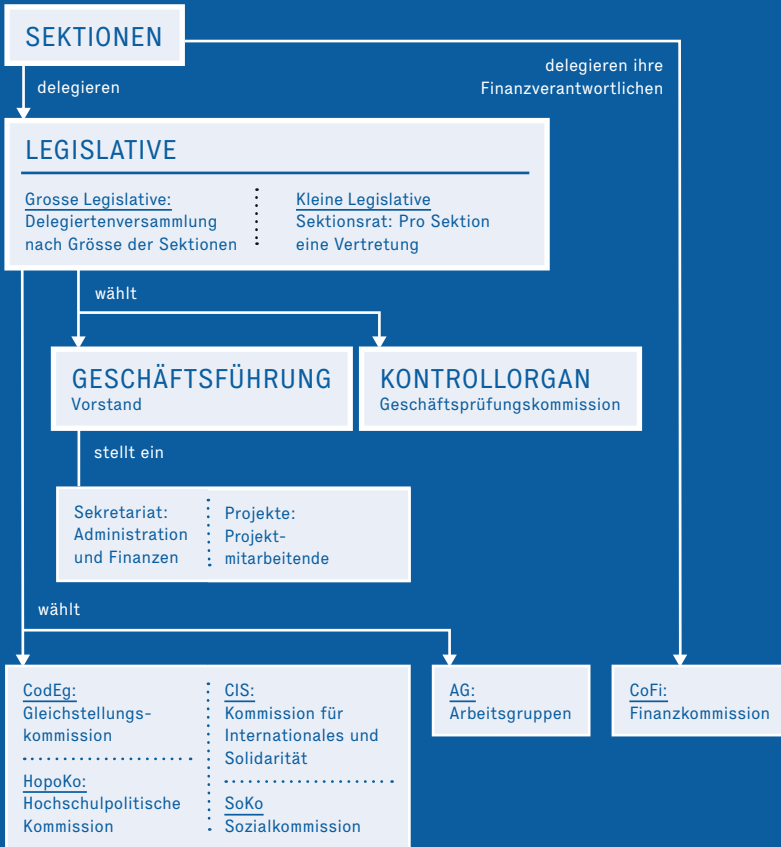 SEKTIONEN
delegieren
delegieren ihre
Finanzverantwortlichen
LEGISLATIVE
Grosse Legislative:
Delegiertenversammlung
nach Grösse der Sektionen
Kleine Legislative
Sektionsrat: Pro Sektion
eine Vertretung
wählt
GESCHÄFTSFÜHRUNG
Vorstand
KONTROLLORGAN
Geschäftsprüfungskommission
stellt ein
Sekretariat:
Administration
und Finanzen
Projekte:
Projekt-
mitarbeitende
wählt
CodEg:
Gleichstellungs-
kommission
HopoKo:
Hochschulpolitische
Kommission
CIS:
Kommission für
Internationales und
Solidarität
SoKo
Sozialkommission
AG:
Arbeitsgruppen
CoFi:
Finanzkommission